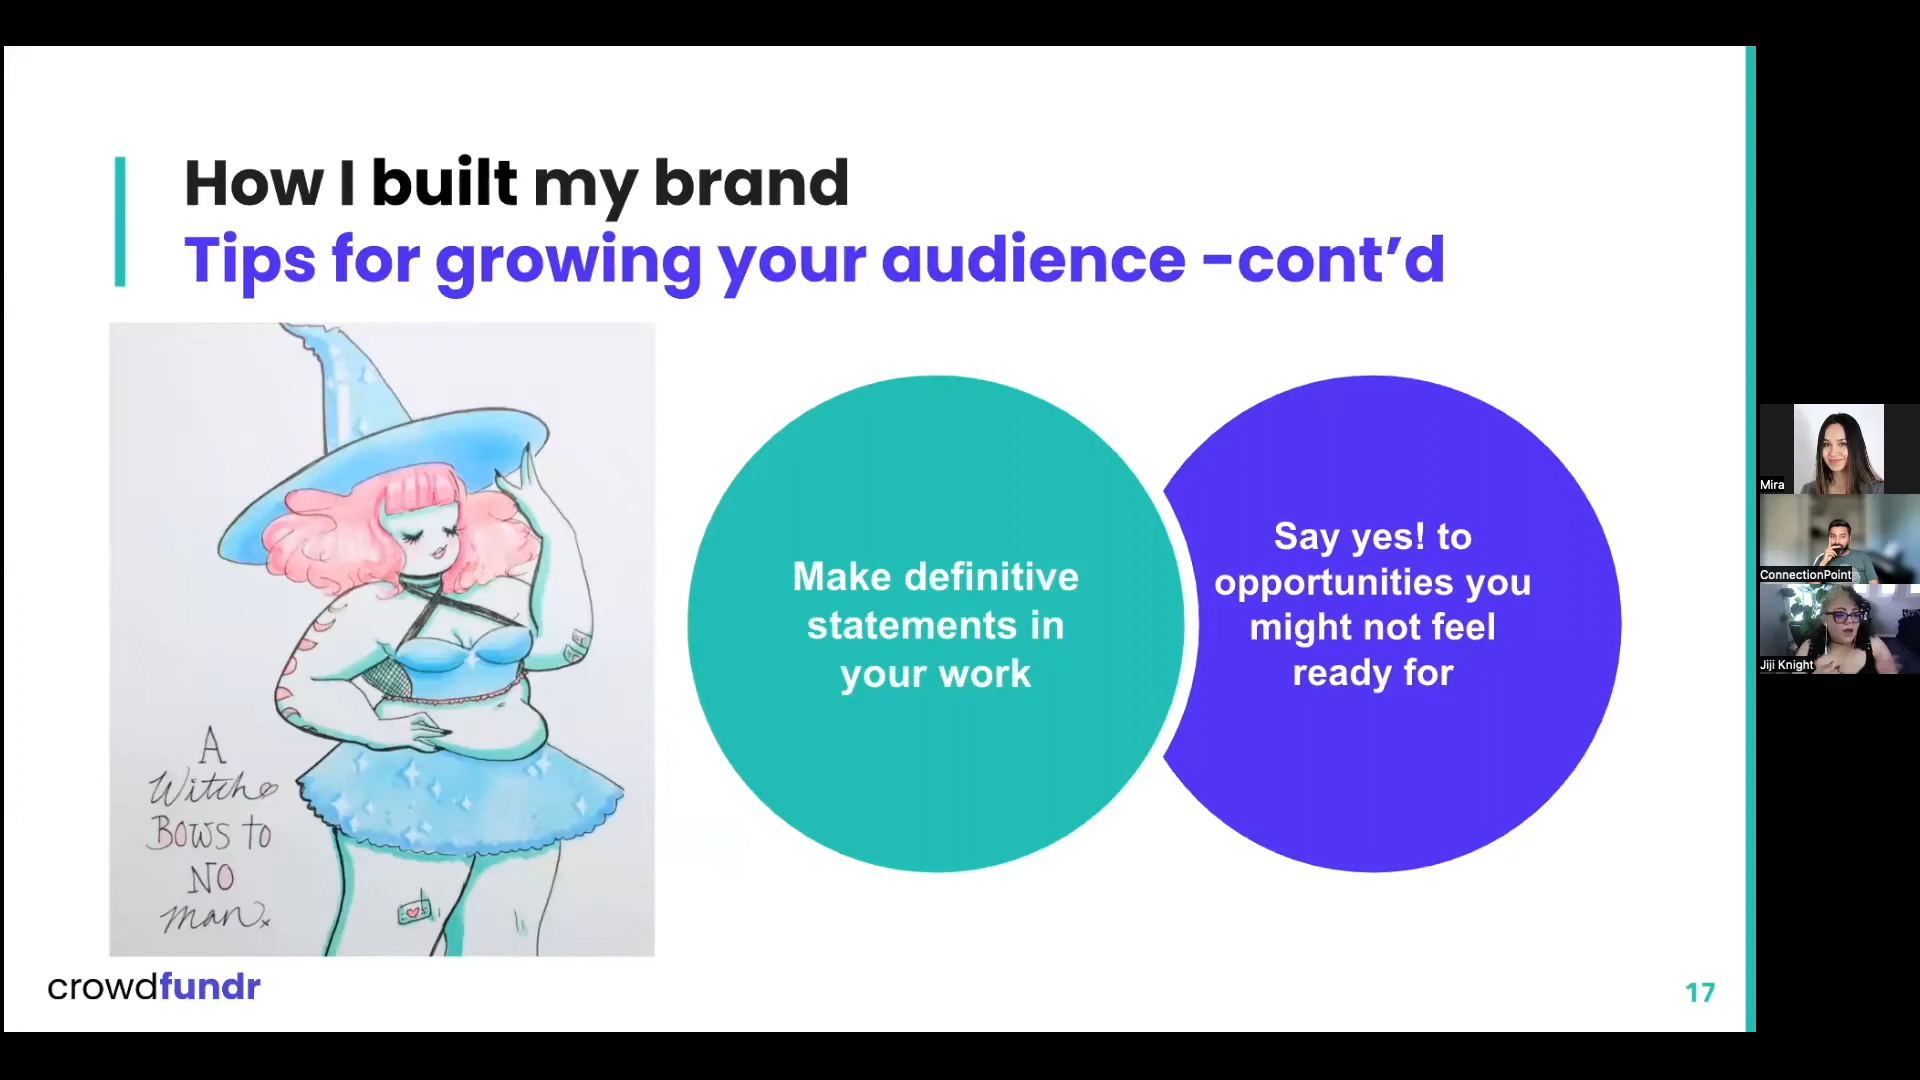 How I built my brand
Tips for growing your audience -cont’d
A
Witch
BOWS TO
NO
man
Make definitive
statements in
your work
Say yes! to
opportunities you
might not feel
ready for
crowdfundr
17
Mira
ConnectionPoint
Jiji Knight